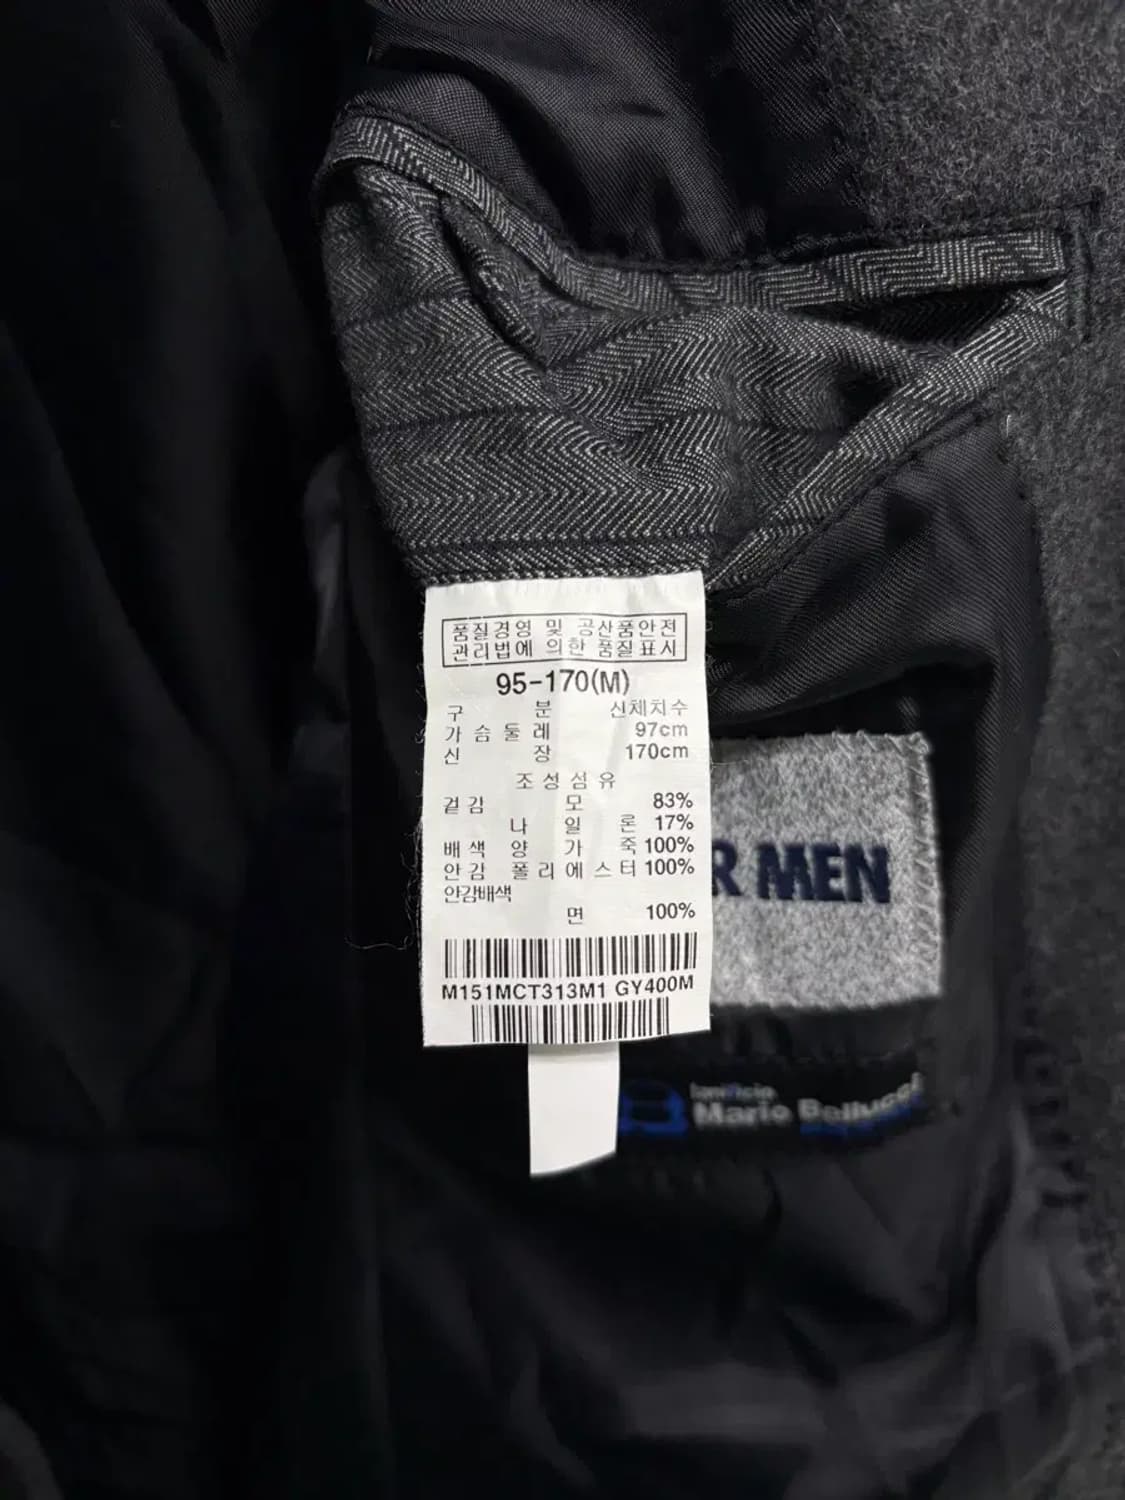 품질경영 및 공산품안전
관리법에 의한 품질표시
95-170(M)
구 분 신체치수
가슴둘레 97cm
신 장 170cm
조성섬유
겉감 모 83%
나일론 17%
배색 양가죽 100%
안감 폴리에스터 100%
안감배색
면 100%
M151MCT313M1 GY400M
MEN
lanificio
Mario Bellucci